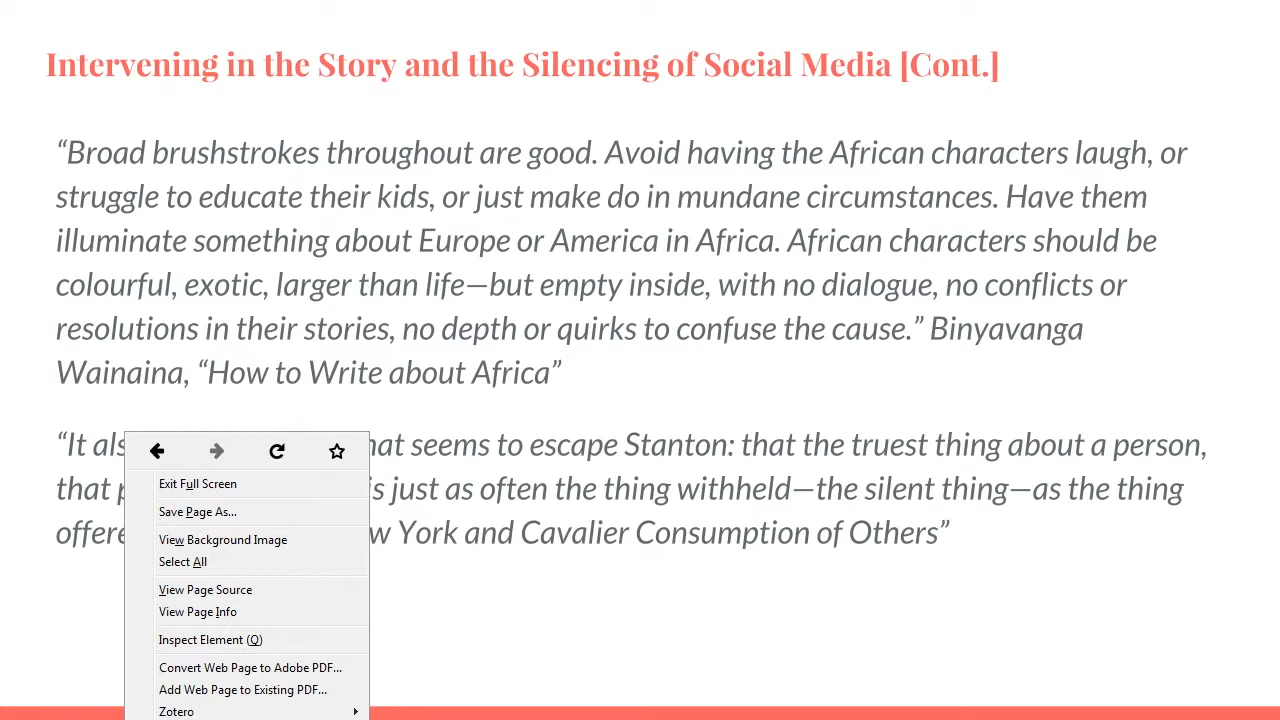 Intervening in the Story and the Silencing of Social Media [Cont.]
“Broad brushstrokes throughout are good. Avoid having the African characters laugh, or
struggle to educate their kids, or just make do in mundane circumstances. Have them
illuminate something about Europe or America in Africa. African characters should be
colourful, exotic, larger than life—but empty inside, with no dialogue, no conflicts or
resolutions in their stories, no depth or quirks to confuse the cause.” Binyavanga
Wainaina, “How to Write about Africa”
“It hat seems to escape Stanton: that the truest thing about a person,
that is just as often the thing withheld—the silent thing—as the thing
York and Cavalier Consumption of Others”
Exit Full Screen
Save Page As...
View Background Image
Select All
View Page Source
View Page Info
Inspect Element (Q)
Convert Web Page to Adobe PDF...
Add Web Page to Existing PDF...
Zotero